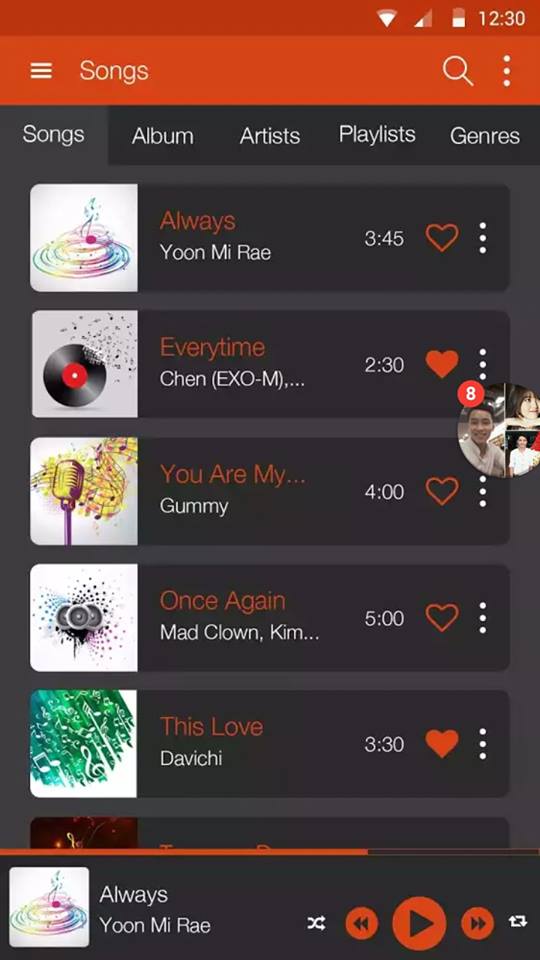 12:30
Songs
Songs Album Artists Playlists Genres
Always
Yoon Mi Rae
3:45
Everytime
Chen (EXO-M),...
2:30
8
You Are My...
Gummy
4:00
Once Again
Mad Clown, Kim...
5:00
This Love
Davichi
3:30
Always
Yoon Mi Rae